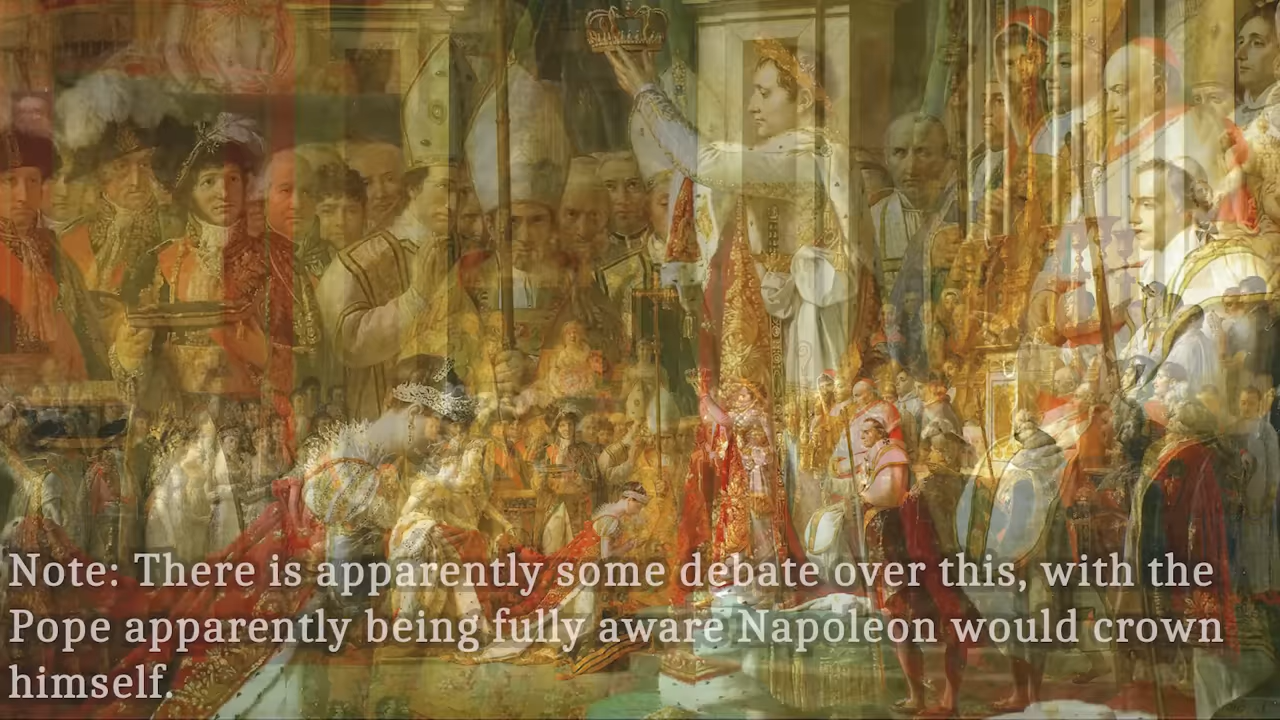 Note: There is apparently some debate over this, with the
Pope apparently being fully aware Napoleon would crown
himself.